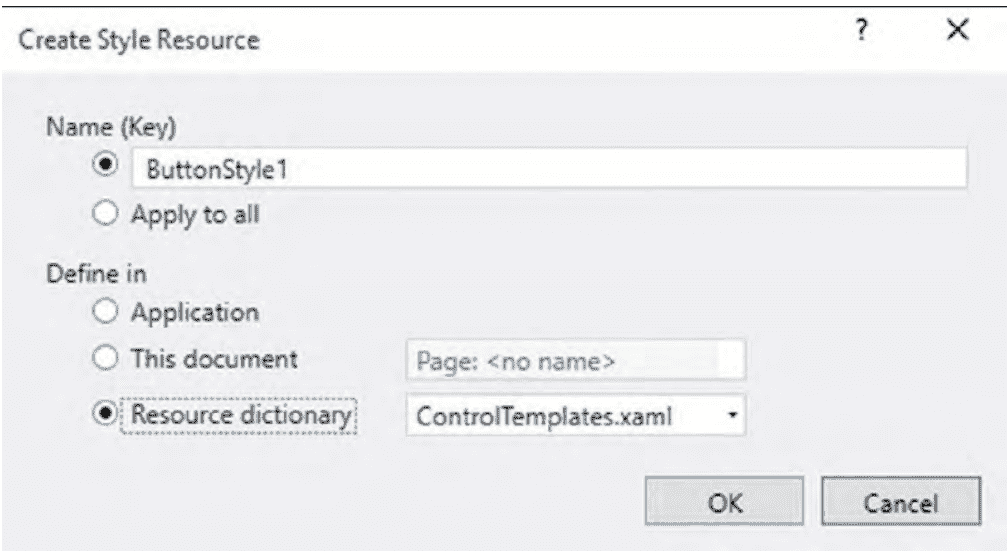 Create Style Resource ?
Name (Key)
ButtonStyle1
Apply to all
Define in
Application
This document Page: <no name>
Resource dictionary ControlTemplates.xaml
OK Cancel